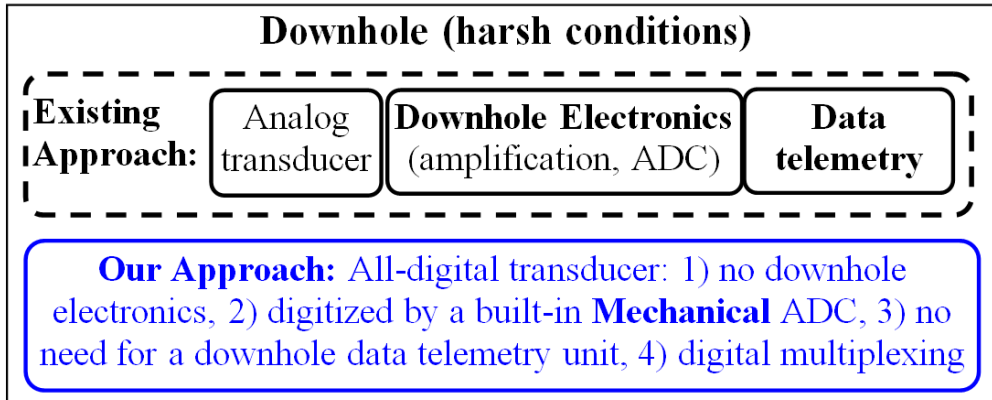 Downhole (harsh conditions)
Existing
Approach:
Analog
transducer
Downhole Electronics
(amplification, ADC)
Data
telemetry
Our Approach: All-digital transducer: 1) no downhole
electronics, 2) digitized by a built-in Mechanical ADC, 3) no
need for a downhole data telemetry unit, 4) digital multiplexing